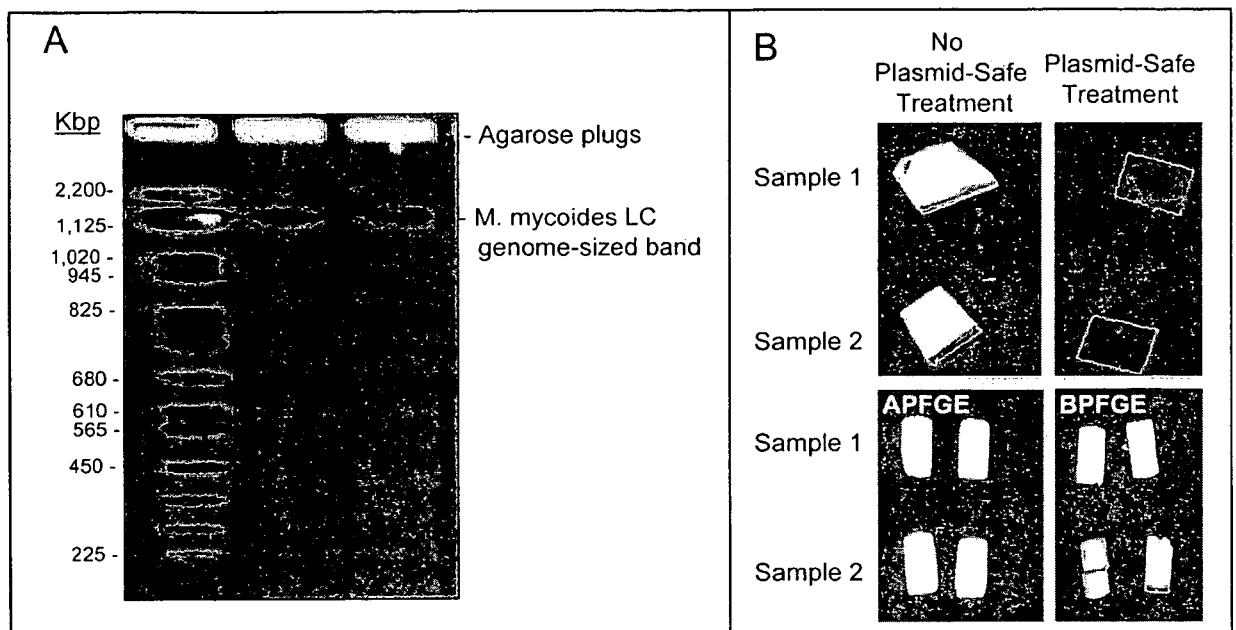 A
Kbp
2,200-
1,125-
1,020 -
945 -
825 -
680 -
610 -
565 -
450 -
225 -
- Agarose plugs
- M. mycoides LC
genome-sized band
B
No
Plasmid-Safe
Treatment
Plasmid-Safe
Treatment
Sample 1
Sample 2
APFGE
BPFGE
Sample 1
Sample 2